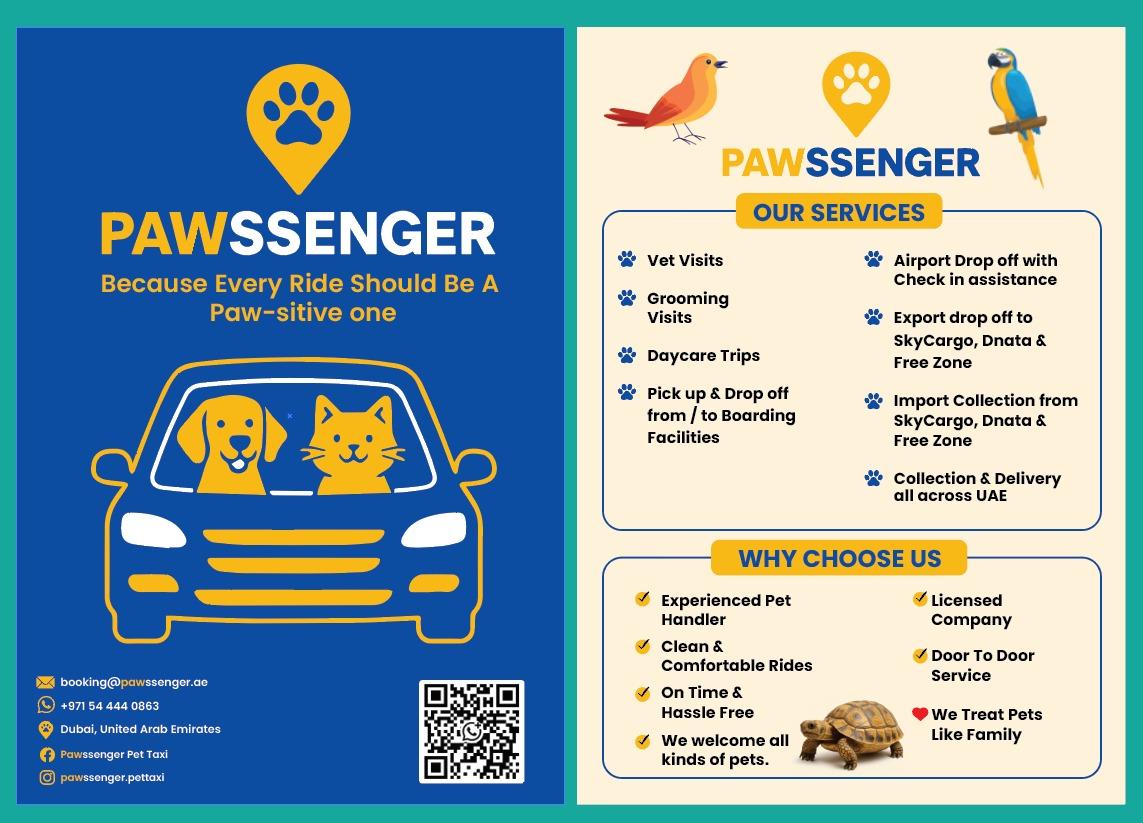 PAWSSENGER
Because Every Ride Should Be A
Paw-sitive one
booking@pawssenger.ae
+971 54 444 0863
Dubai, United Arab Emirates
Pawssenger Pet Taxi
pawssenger.pettaxi
PAWSSENGER
OUR SERVICES
Vet Visits
Grooming
Visits
Daycare Trips
Pick up & Drop off
from / to Boarding
Facilities
Airport Drop off with
Check in assistance
Export drop off to
SkyCargo, Dnata &
Free Zone
Import Collection from
SkyCargo, Dnata &
Free Zone
Collection & Delivery
all across UAE
WHY CHOOSE US
Experienced Pet
Handler
Clean &
Comfortable Rides
On Time &
Hassle Free
We welcome all
kinds of pets.
Licensed
Company
Door To Door
Service
We Treat Pets
Like Family